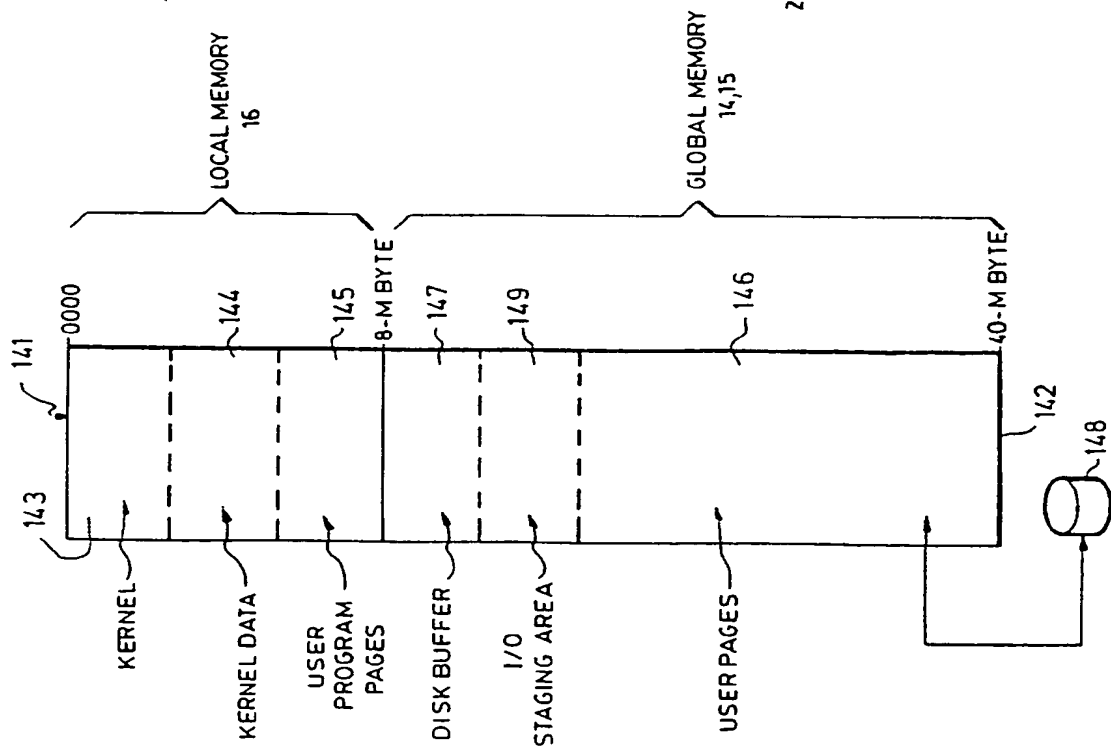 141
0000
143
KERNEL
144
KERNEL DATA
145
USER
PROGRAM
PAGES
8-M BYTE
147
DISK BUFFER
149
I/O
STAGING AREA
146
USER PAGES
40-M BYTE
142
148
LOCAL MEMORY
16
GLOBAL MEMORY
14,15
2